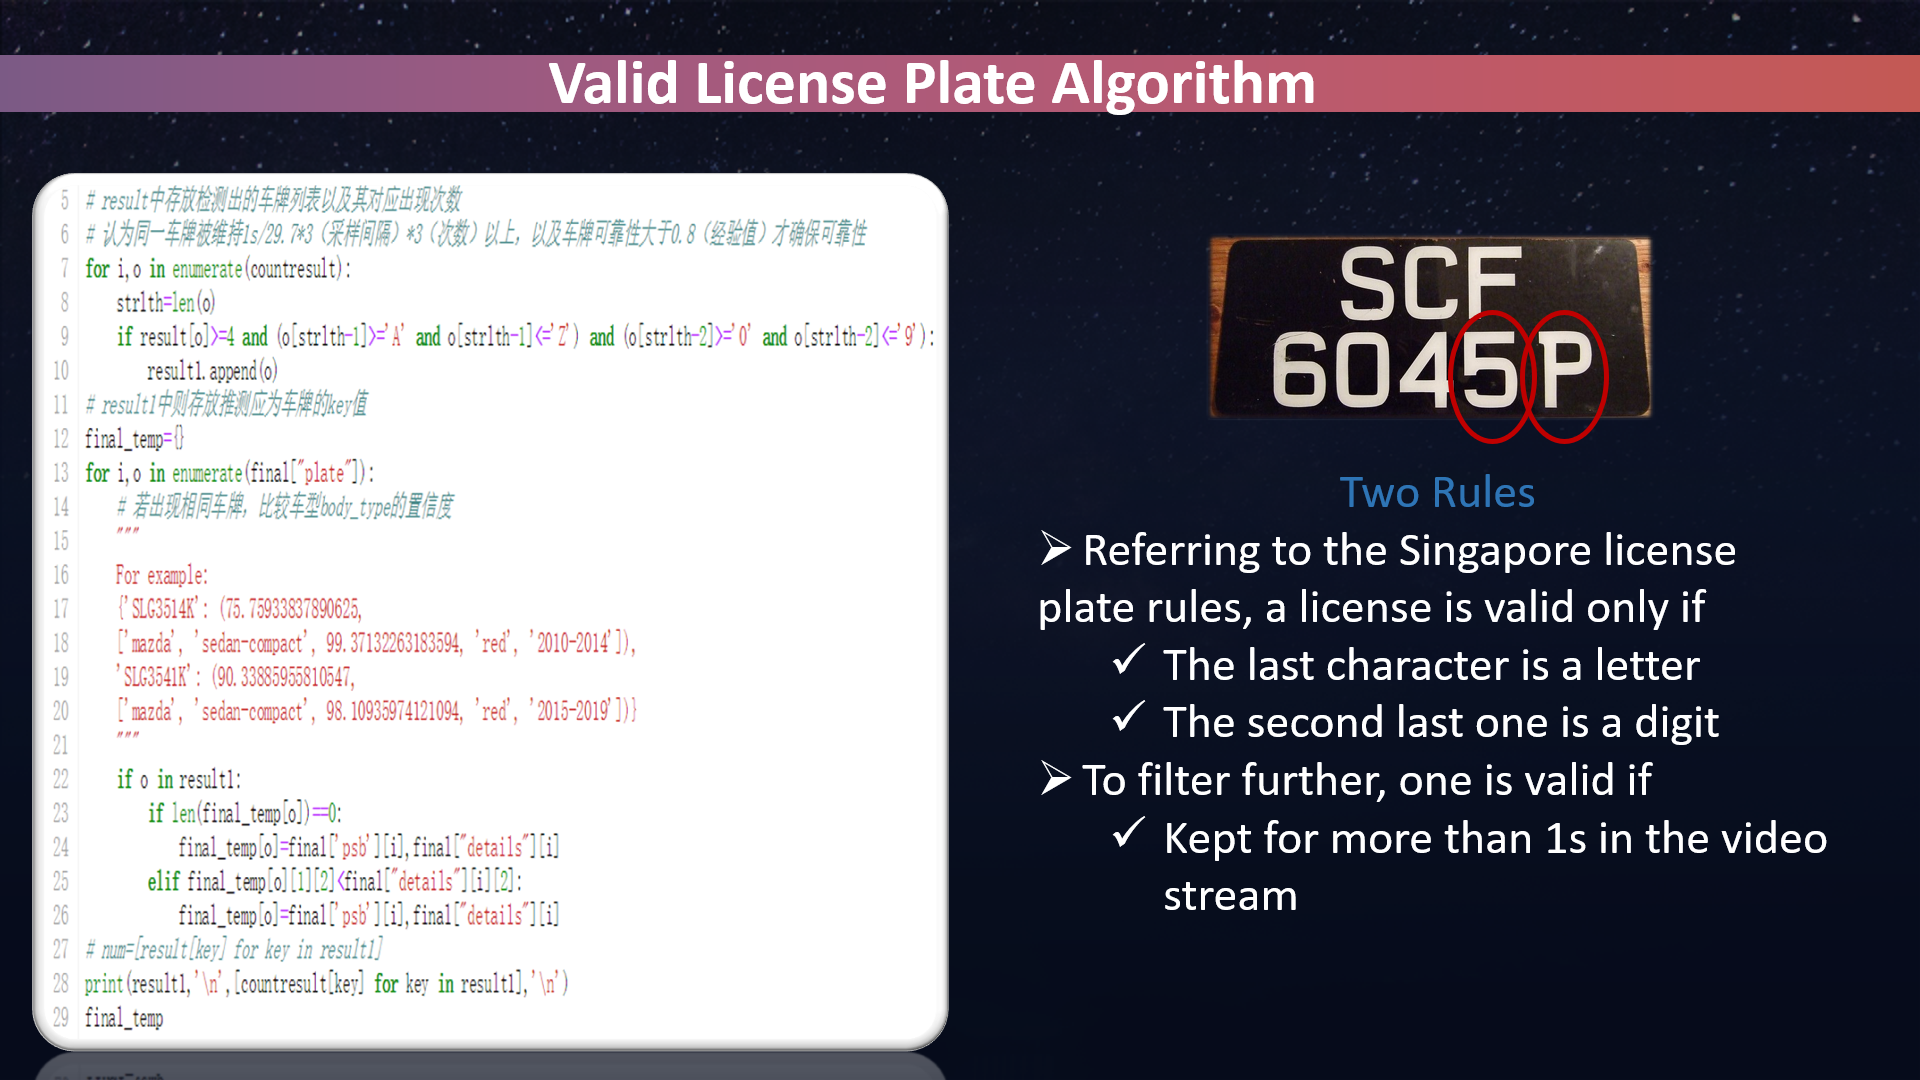 Valid License Plate Algorithm
5 # result中存放检测出的车牌列表以及其对应出现次数
6 # 认为同一车牌被维持1s/29.7*3（采样间隔）*3（次数）以上，以及车牌可靠性大于0.8（经验值）才确保可靠性
7 for i,o in enumerate(countresult):
8 strlth=len(o)
9 if result[o]>=4 and (o[strlth-1]>='A' and o[strlth-1]<='Z') and (o[strlth-2]>='0' and o[strlth-2]<='9'):
10 result1.append(o)
11 # result1中则存放推测应为车牌的key值
12 final_temp={}
13 for i,o in enumerate(final["plate"]):
14 # 若出现相同车牌，比较车型body_type的置信度
15 """
16 For example:
17 {'SLG3514K': (75.75933837890625,
18 ['mazda', 'sedan-compact', 99.37132263183594, 'red', '2010-2014']),
19 'SLG3541K': (90.33885955810547,
20 ['mazda', 'sedan-compact', 98.10935974121094, 'red', '2015-2019'])}
21 """
22 if o in result1:
23 if len(final_temp[o])==0:
24 final_temp[o]=final['psb'][i],final["details"][i]
25 elif final_temp[o][1][2]<final["details"][i][2]:
26 final_temp[o]=final['psb'][i],final["details"][i]
27 # num=[result[key] for key in result1]
28 print(result1,'\n',[countresult[key] for key in result1],'\n')
29 final_temp
SCF
6045P
Two Rules
➢ Referring to the Singapore license
plate rules, a license is valid only if
✓ The last character is a letter
✓ The second last one is a digit
➢ To filter further, one is valid if
✓ Kept for more than 1s in the video
stream